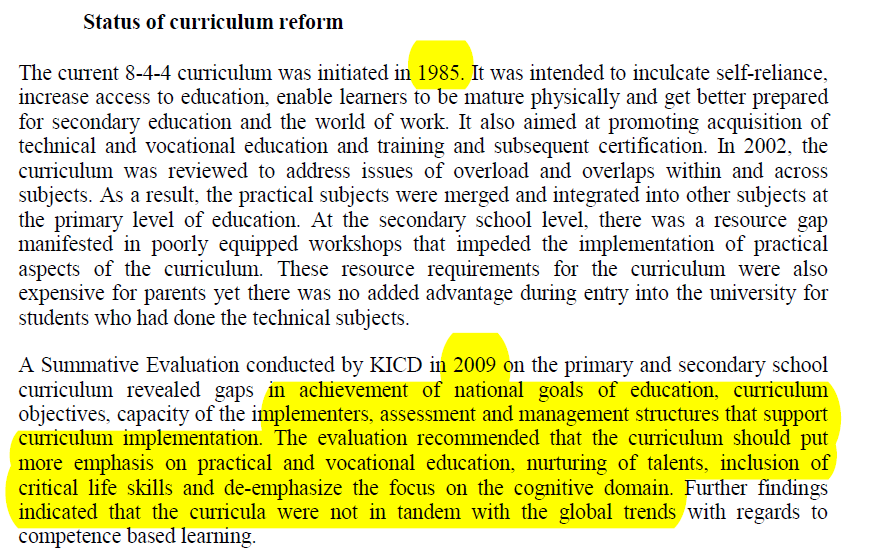 Status of curriculum reform
The current 8-4-4 curriculum was initiated in 1985. It was intended to inculcate self-reliance,
increase access to education, enable learners to be mature physically and get better prepared
for secondary education and the world of work. It also aimed at promoting acquisition of
technical and vocational education and training and subsequent certification. In 2002, the
curriculum was reviewed to address issues of overload and overlaps within and across
subjects. As a result, the practical subjects were merged and integrated into other subjects at
the primary level of education. At the secondary school level, there was a resource gap
manifested in poorly equipped workshops that impeded the implementation of practical
aspects of the curriculum. These resource requirements for the curriculum were also
expensive for parents yet there was no added advantage during entry into the university for
students who had done the technical subjects.
A Summative Evaluation conducted by KICD in 2009 on the primary and secondary school
curriculum revealed gaps in achievement of national goals of education, curriculum
objectives, capacity of the implementers, assessment and management structures that support
curriculum implementation. The evaluation recommended that the curriculum should put
more emphasis on practical and vocational education, nurturing of talents, inclusion of
critical life skills and de-emphasize the focus on the cognitive domain. Further findings
indicated that the curricula were not in tandem with the global trends with regards to
competence based learning.